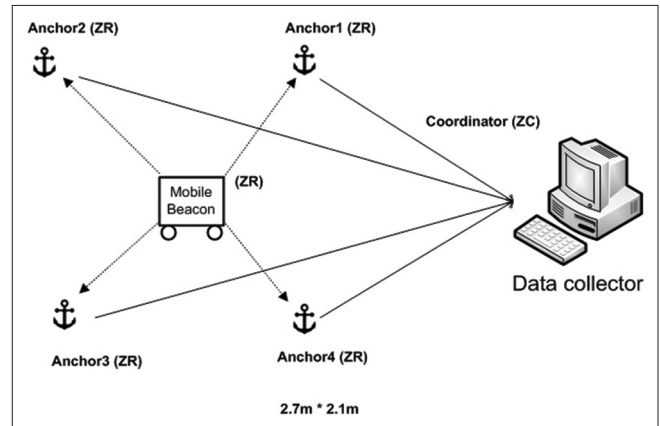 Anchor2 (ZR)
Anchor1 (ZR)
Coordinator (ZC)
(ZR)
Mobile
Beacon
Data collector
Anchor3 (ZR)
Anchor4 (ZR)
2.7m * 2.1m